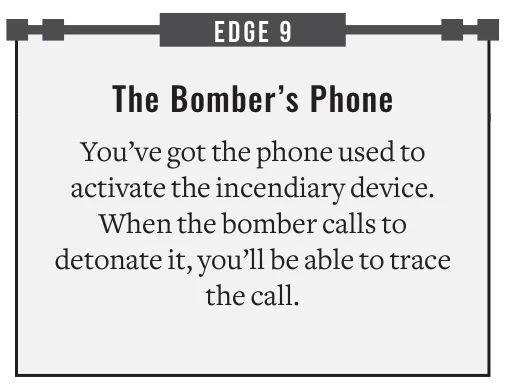 EDGE 9
The Bomber’s Phone
You’ve got the phone used to
activate the incendiary device.
When the bomber calls to
detonate it, you’ll be able to trace
the call.